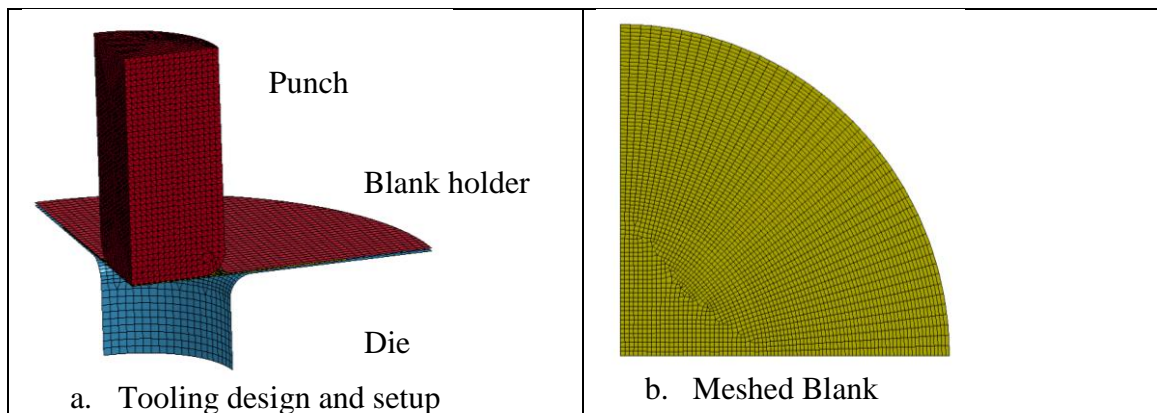 Punch
Blank holder
Die
a. Tooling design and setup
b. Meshed Blank